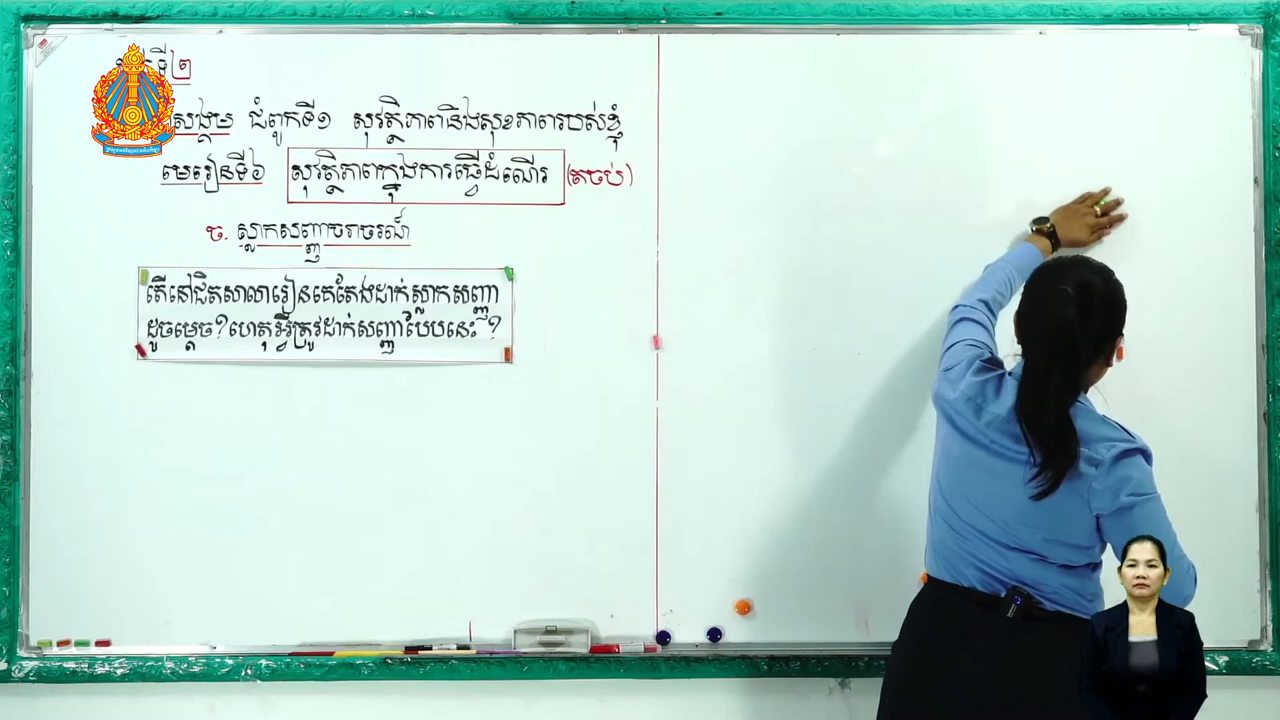 ទី២
សង្គម ជំពូកទី១ សុវត្ថិភាពនិងសុខភាពរបស់ខ្ញុំ
មេរៀនទី៦ សុវត្ថិភាពក្នុងការធ្វើដំណើរ (តចប់)
ច. ស្លាកសញ្ញាចរាចរណ៍
តើនៅជិតសាលារៀនគេតែងដាក់ស្លាកសញ្ញា
ដូចម្ដេច? ហេតុអ្វីត្រូវដាក់សញ្ញាបែបនេះ ?